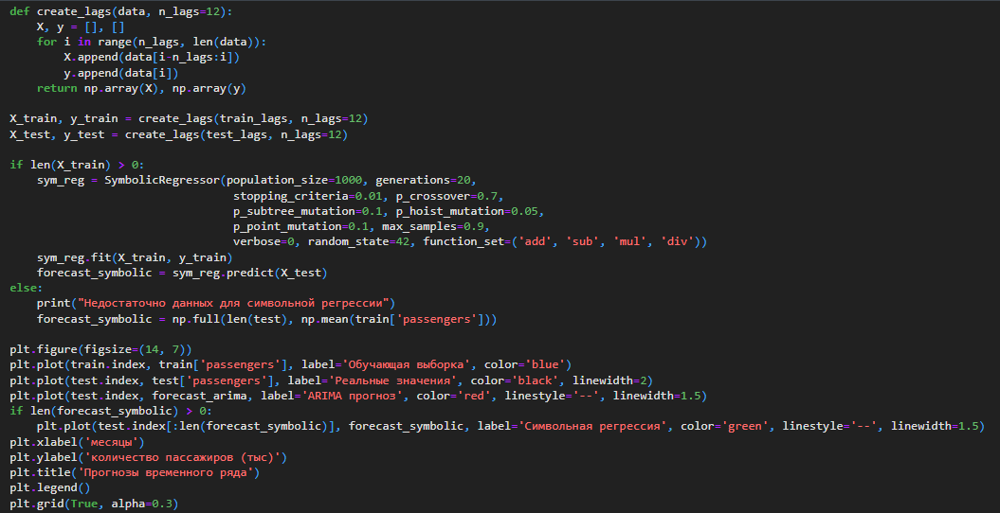 def create_lags(data, n_lags=12):
    X, y = [], []
    for i in range(n_lags, len(data)):
        X.append(data[i-n_lags:i])
        y.append(data[i])
    return np.array(X), np.array(y)

X_train, y_train = create_lags(train_lags, n_lags=12)
X_test, y_test = create_lags(test_lags, n_lags=12)

if len(X_train) > 0:
    sym_reg = SymbolicRegressor(population_size=1000, generations=20,
                                stopping_criteria=0.01, p_crossover=0.7,
                                p_subtree_mutation=0.1, p_hoist_mutation=0.05,
                                p_point_mutation=0.1, max_samples=0.9,
                                verbose=0, random_state=42, function_set=('add', 'sub', 'mul', 'div'))
    sym_reg.fit(X_train, y_train)
    forecast_symbolic = sym_reg.predict(X_test)
else:
    print("Недостаточно данных для символьной регрессии")
    forecast_symbolic = np.full(len(test), np.mean(train['passengers']))

plt.figure(figsize=(14, 7))
plt.plot(train.index, train['passengers'], label='Обучающая выборка', color='blue')
plt.plot(test.index, test['passengers'], label='Реальные значения', color='black', linewidth=2)
plt.plot(test.index, forecast_arima, label='ARIMA прогноз', color='red', linestyle='--', linewidth=1.5)
if len(forecast_symbolic) > 0:
    plt.plot(test.index[:len(forecast_symbolic)], forecast_symbolic, label='Символьная регрессия', color='green', linestyle='--', linewidth=1.5)
plt.xlabel('месяцы')
plt.ylabel('количество пассажиров (тыс)')
plt.title('Прогнозы временного ряда')
plt.legend()
plt.grid(True, alpha=0.3)